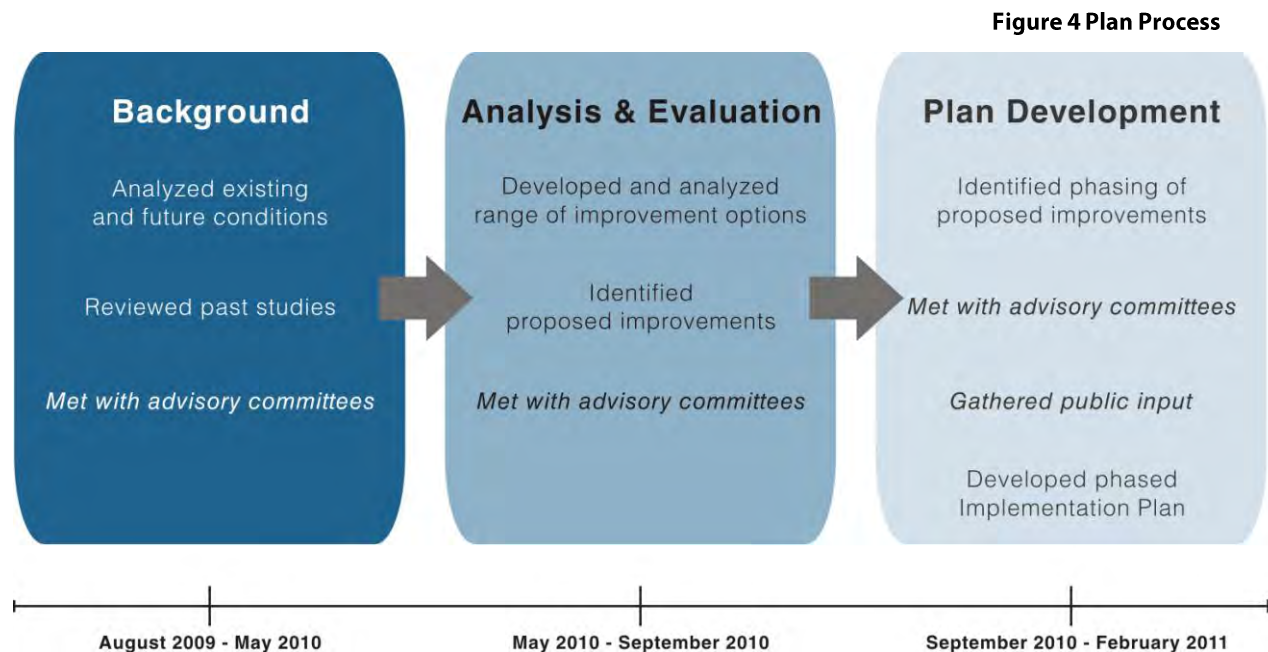 Figure 4 Plan Process
Background
Analyzed existing
and future conditions
Reviewed past studies
Met with advisory committees
Analysis & Evaluation
Developed and analyzed
range of improvement options
Identified
proposed improvements
Met with advisory committees
Plan Development
Identified phasing of
proposed improvements
Met with advisory committees
Gathered public input
Developed phased
Implementation Plan
August 2009 - May 2010
May 2010 - September 2010
September 2010 - February 2011